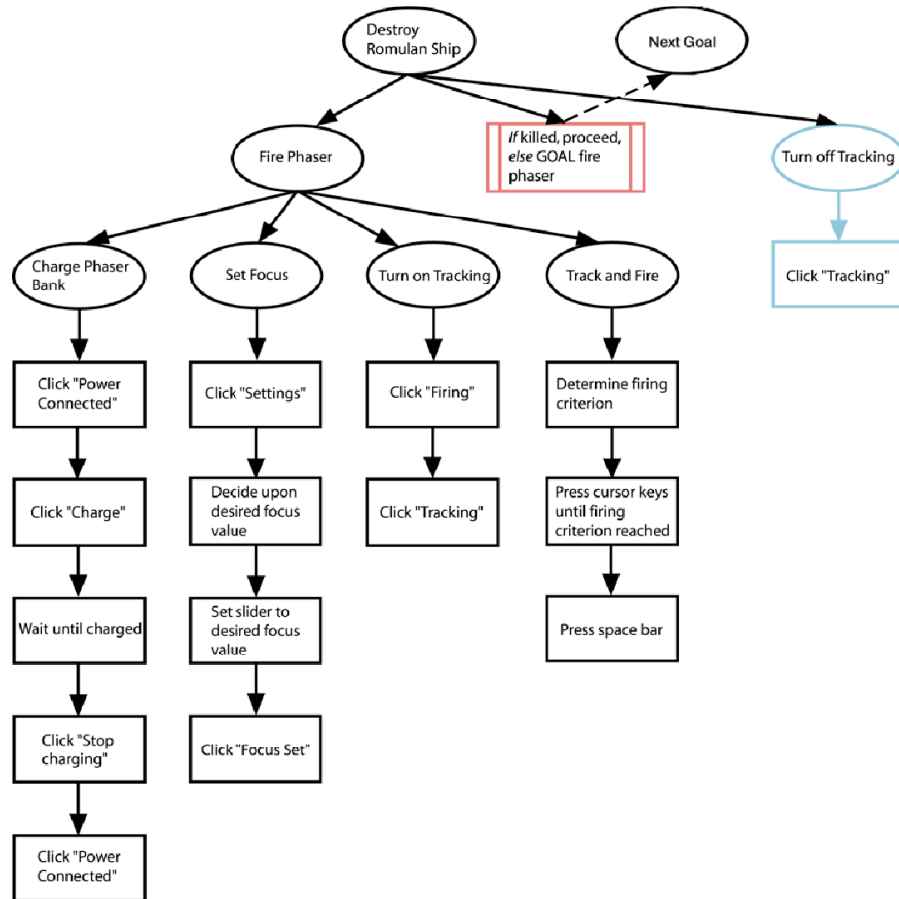 Destroy
Romulan Ship
Next Goal
Fire Phaser
If killed, proceed,
else GOAL fire
phaser
Turn off Tracking
Charge Phaser
Bank
Set Focus
Turn on Tracking
Track and Fire
Click "Tracking"
Click "Power
Connected"
Click "Settings"
Click "Firing"
Determine firing
criterion
Click "Charge"
Decide upon
desired focus
value
Click "Tracking"
Press cursor keys
until firing
criterion reached
Wait until charged
Set slider to
desired focus
value
Press space bar
Click "Stop
charging"
Click "Focus Set"
Click "Power
Connected"